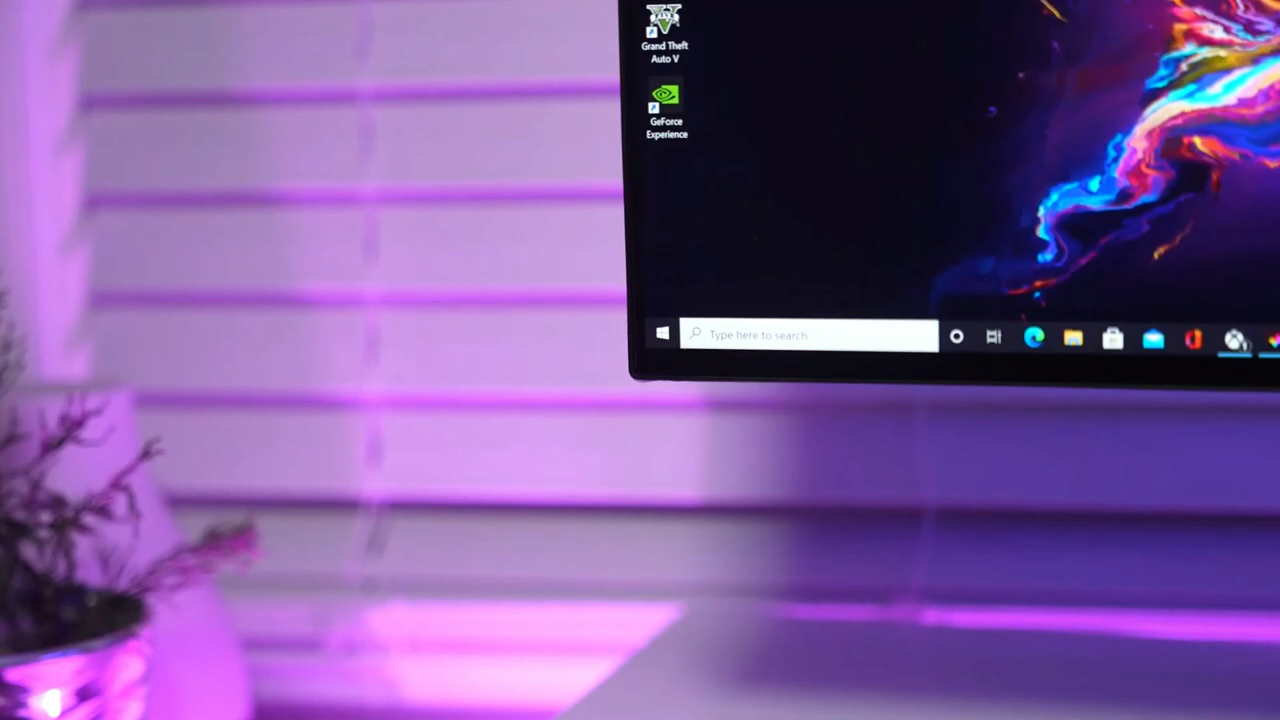 Grand Theft
Auto V
GeForce
Experience
Type here to search